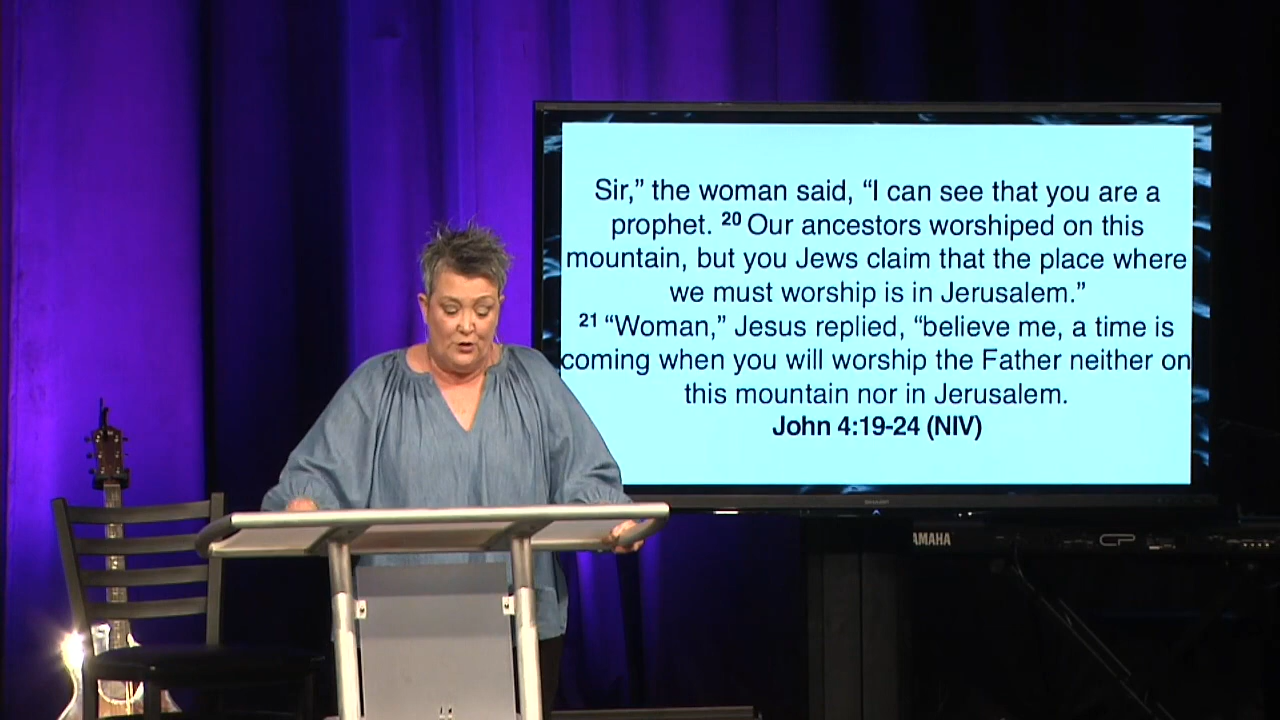 Sir,” the woman said, “I can see that you are a
prophet. 20 Our ancestors worshiped on this
mountain, but you Jews claim that the place where
we must worship is in Jerusalem.”
21 “Woman,” Jesus replied, “believe me, a time is
coming when you will worship the Father neither on
this mountain nor in Jerusalem.
John 4:19-24 (NIV)
SHARP
AMAHA CP